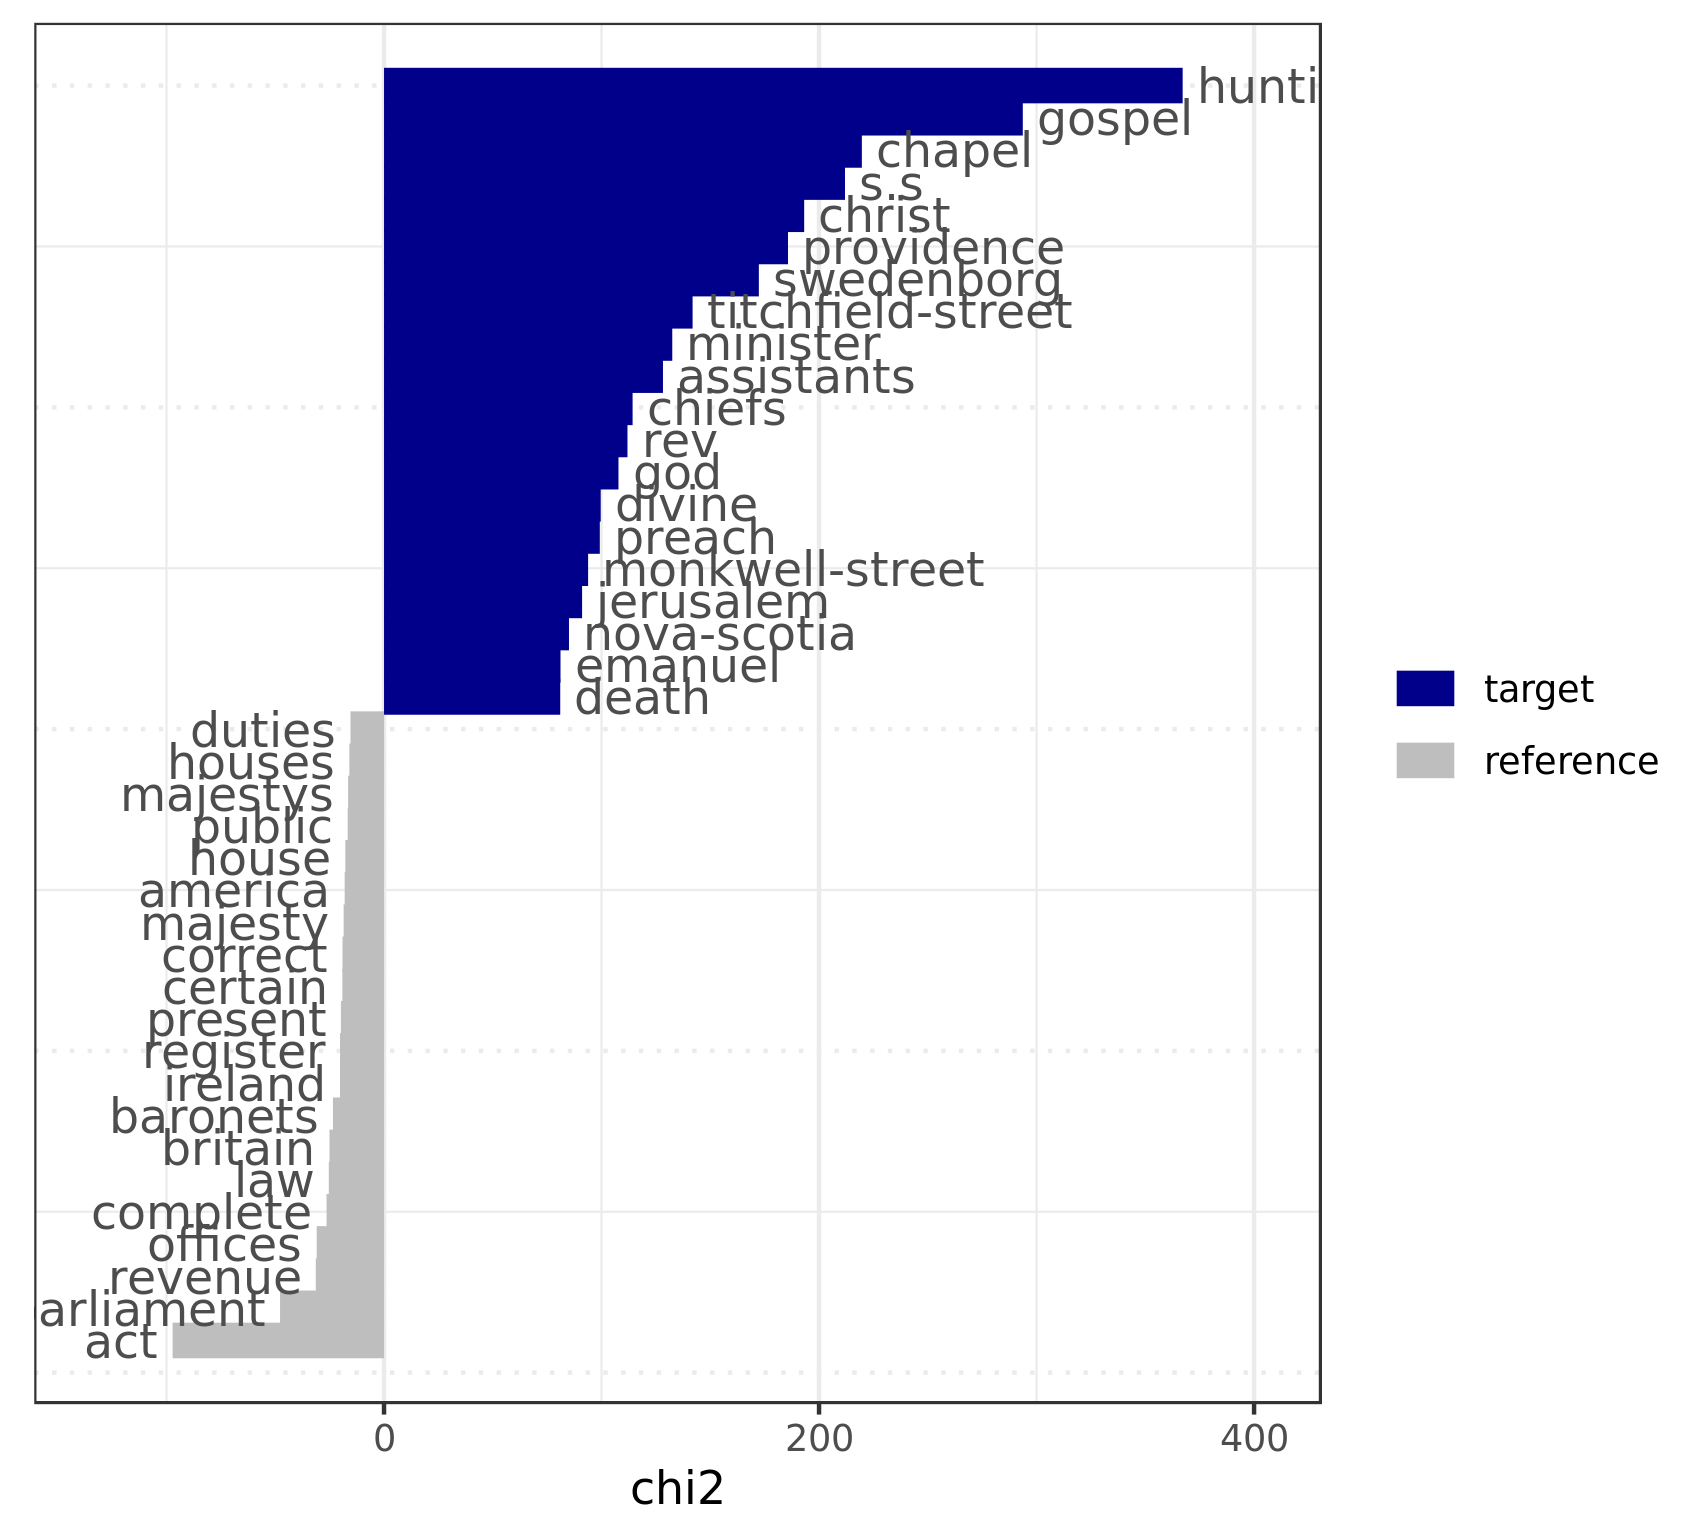 hunti
gospel
chapel
s.s
christ
providence
swedenborg
titchfield-street
minister
assistants
chiefs
rev
god
divine
preach
monkwell-street
jerusalem
nova-scotia
emanuel
death
duties
houses
majestys
public
house
america
majesty
correct
certain
present
register
ireland
baronets
britain
law
complete
offices
revenue
arliament
act
target
reference
0 200 400
chi2